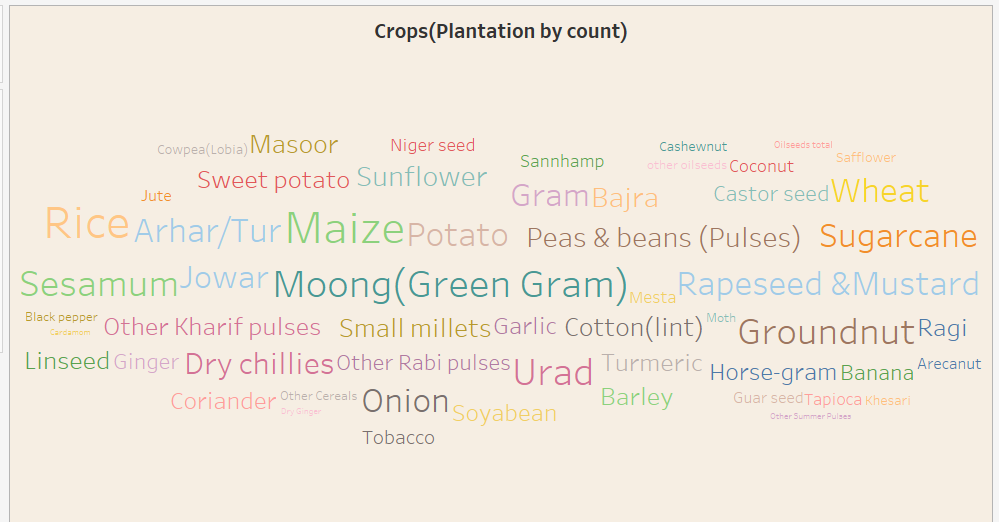 Crops(Plantation by count)
Cowpea(Lobia) Masoor Niger seed Cashewnut Oilseeds total
Sannhamp other oilseeds Coconut Safflower
Jute Sweet potato Sunflower Gram Bajra Castor seed Wheat
Rice Arhar/Tur Maize Potato Peas & beans (Pulses) Sugarcane
Sesamum Jowar Moong(Green Gram) Mesta Rapeseed &Mustard
Black pepper
Cardamom Other Kharif pulses Small millets Garlic Cotton(lint) Moth Groundnut Ragi
Linseed Ginger Dry chillies Other Rabi pulses Urad Turmeric Horse-gram Banana Arecanut
Coriander Other Cereals Onion Soyabean Barley Guar seed Tapioca Khesari
Dry Ginger Other Summer Pulses
Tobacco